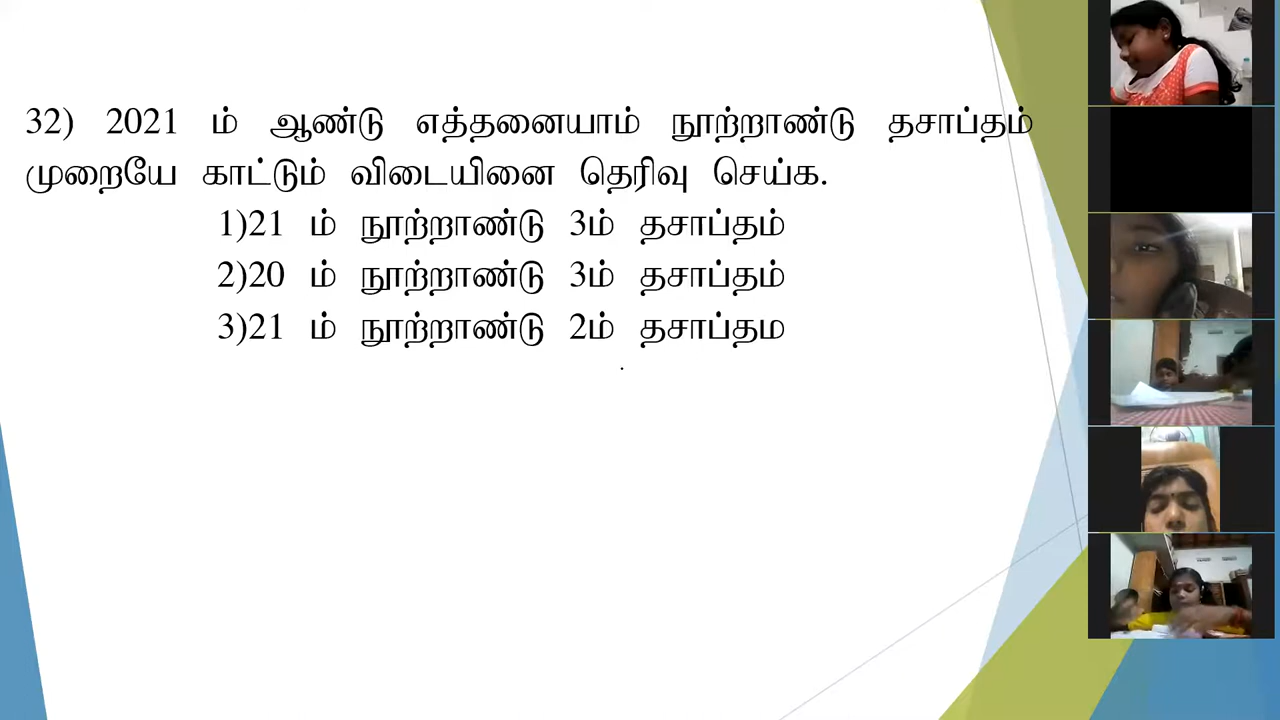 32) 2021 ம் ஆண்டு எத்தனையாம் நூற்றாண்டு தசாப்தம்
முறையே காட்டும் விடையினை தெரிவு செய்க.
1)21 ம் நூற்றாண்டு 3ம் தசாப்தம்
2)20 ம் நூற்றாண்டு 3ம் தசாப்தம்
3)21 ம் நூற்றாண்டு 2ம் தசாப்தம